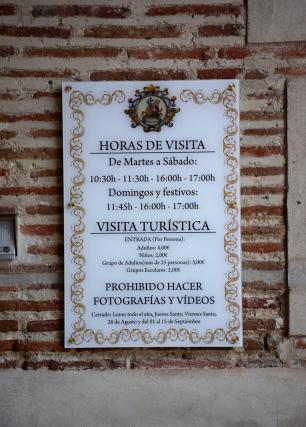 HORAS DE VISITA
De Martes a Sábado:
10:30h - 11:30h - 16:00h - 17:00h
Domingos y festivos:
11:45h - 16:00h - 17:00h
VISITA TURÍSTICA
ENTRADA (Por Persona):
Adultos: 4,00€
Niños: 2,00€
Grupo de Adultos(más de 25 personas): 3,00€
Grupos Escolares: 2,00€
PROHIBIDO HACER
FOTOGRAFÍAS Y VÍDEOS
Cerrado: Lunes todo el año, Jueves Santo, Viernes Santo,
28 de Agosto y del 01 al 15 Septiembre